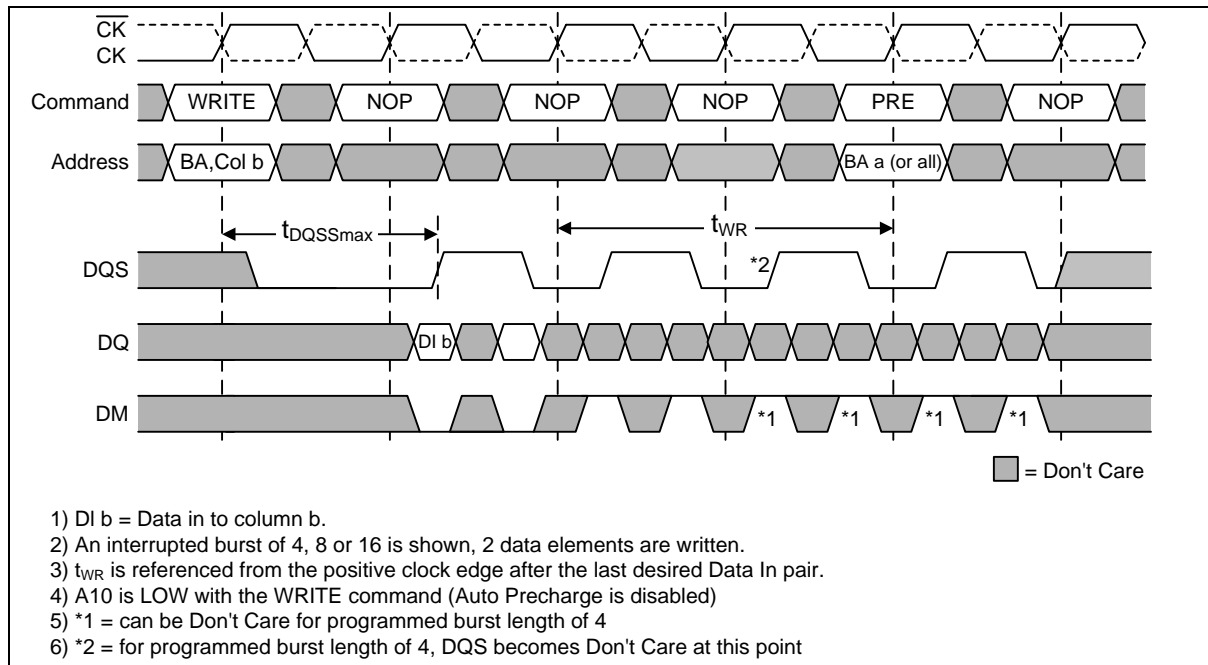 CK
CK
Command WRITE NOP NOP NOP PRE NOP
Address BA,Col b BA a (or all)
tDQSSmax tWR
DQS *2
DQ DI b
DM *1 *1 *1 *1
= Don't Care
1) DI b = Data in to column b.
2) An interrupted burst of 4, 8 or 16 is shown, 2 data elements are written.
3) tWR is referenced from the positive clock edge after the last desired Data In pair.
4) A10 is LOW with the WRITE command (Auto Precharge is disabled)
5) *1 = can be Don't Care for programmed burst length of 4
6) *2 = for programmed burst length of 4, DQS becomes Don't Care at this point